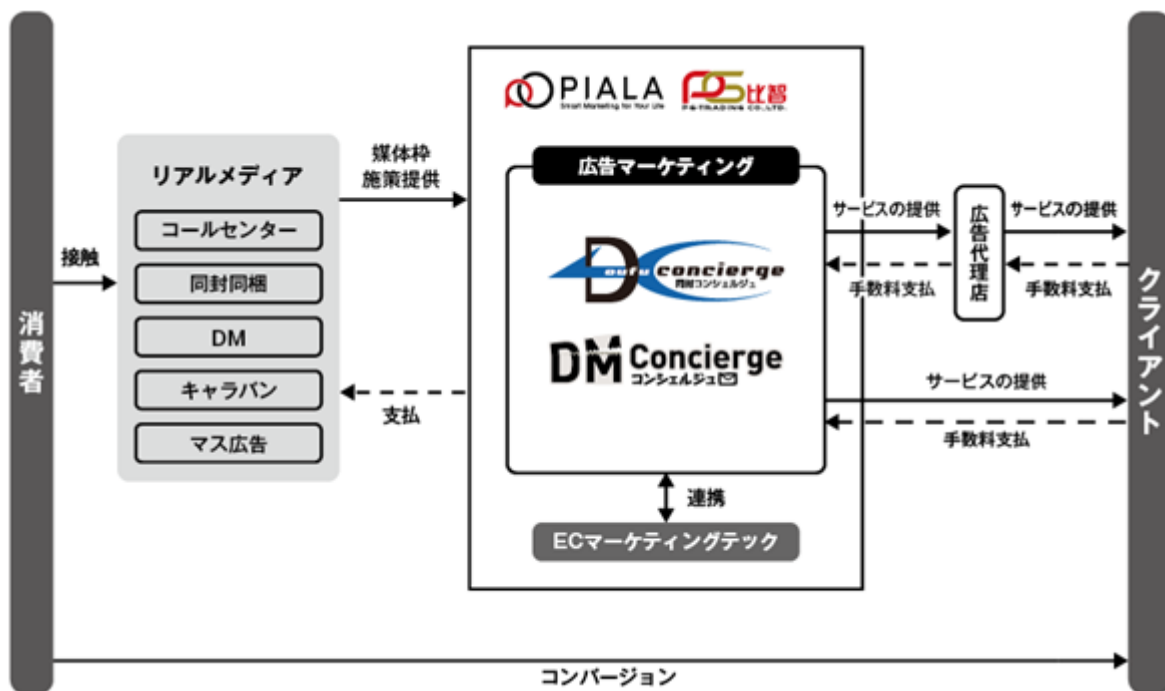 PIALA
Smart Marketing for Your Life
PS比智
P&TRADING CO.,LTD.
リアルメディア
コールセンター
同封同梱
DM
キャラバン
マス広告
消費者
接触
媒体枠
施策提供
支払
広告マーケティング
Doufu concierge
同封コンシェルジュ
DM Concierge
コンシェルジュ
連携
ECマーケティングテック
サービスの提供
手数料支払
広告代理店
サービスの提供
手数料支払
サービスの提供
手数料支払
クライアント
コンバージョン